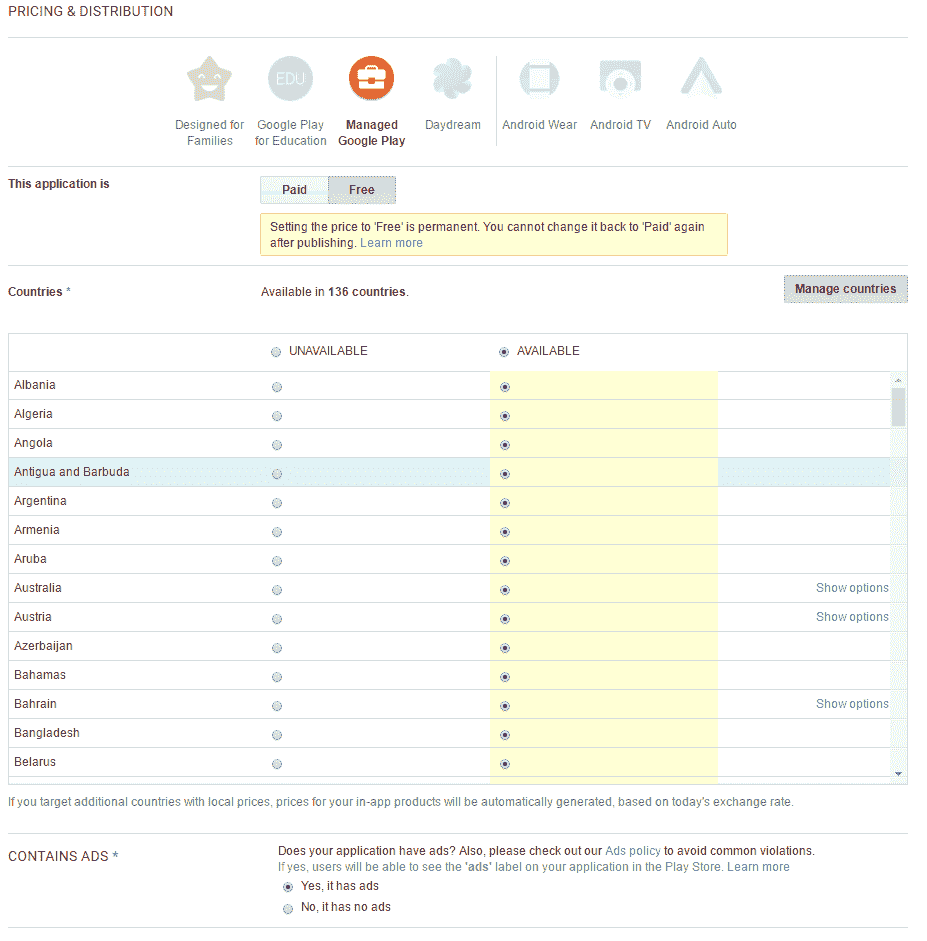 PRICING & DISTRIBUTION
EDU
Designed for Families
Google Play for Education
Managed Google Play
Daydream
Android Wear
Android TV
Android Auto
This application is
Paid
Free
Setting the price to 'Free' is permanent. You cannot change it back to 'Paid' again
after publishing. Learn more
Countries *
Available in 136 countries.
Manage countries
UNAVAILABLE
AVAILABLE
Albania
Algeria
Angola
Antigua and Barbuda
Argentina
Armenia
Aruba
Australia Show options
Austria Show options
Azerbaijan
Bahamas
Bahrain Show options
Bangladesh
Belarus
If you target additional countries with local prices, prices for your in-app products will be automatically generated, based on today's exchange rate.
CONTAINS ADS *
Does your application have ads? Also, please check out our Ads policy to avoid common violations.
If yes, users will be able to see the 'ads' label on your application in the Play Store. Learn more
Yes, it has ads
No, it has no ads